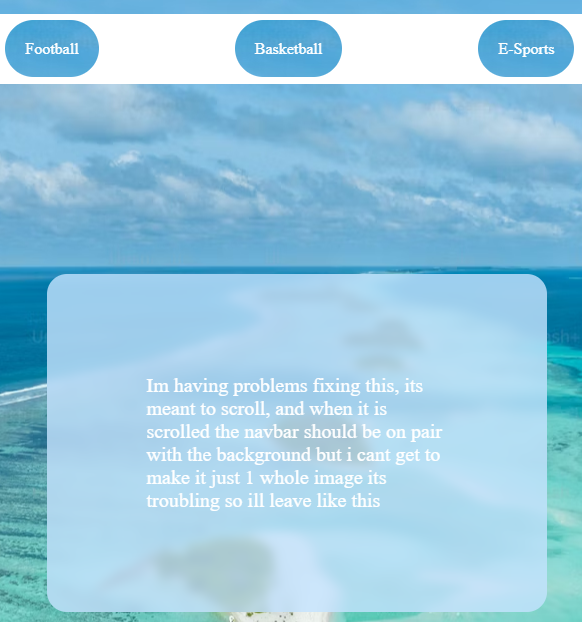 Football
Basketball
E-Sports
Im having problems fixing this, its
meant to scroll, and when it is
scrolled the navbar should be on pair
with the background but i cant get to
make it just 1 whole image its
troubling so ill leave like this